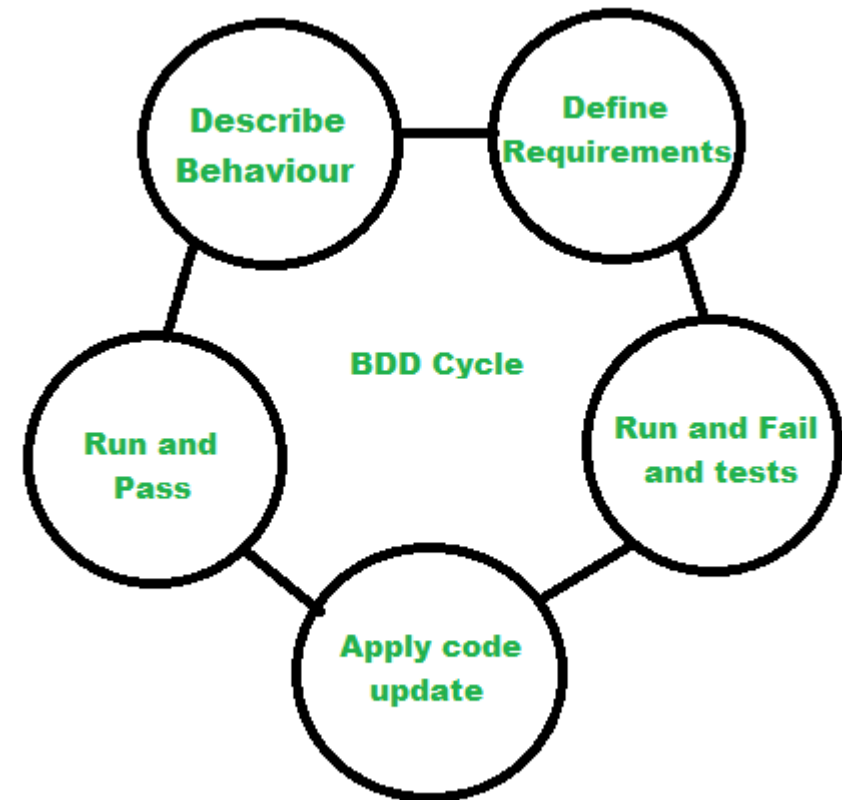 Describe
Behaviour
Define
Requirements
BDD Cycle
Run and Fail
and tests
Run and
Pass
Apply code
update